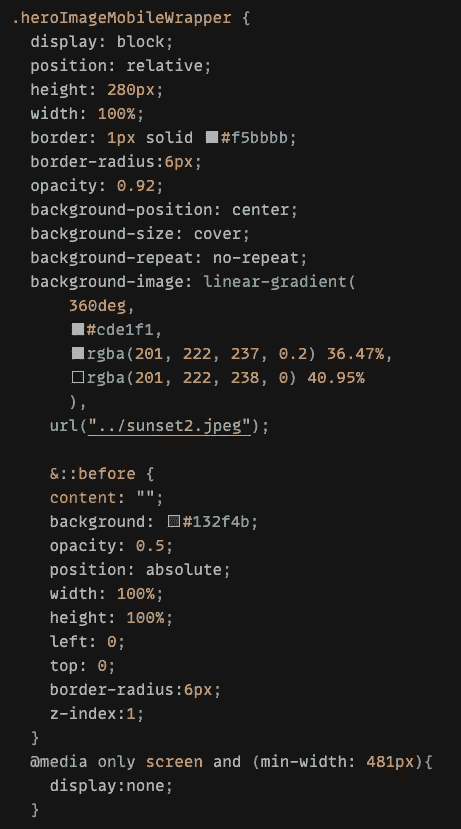 .heroImageMobileWrapper {
display: block;
position: relative;
height: 280px;
width: 100%;
border: 1px solid #f5bbbb;
border-radius:6px;
opacity: 0.92;
background-position: center;
background-size: cover;
background-repeat: no-repeat;
background-image: linear-gradient(
360deg,
#cde1f1,
rgba(201, 222, 237, 0.2) 36.47%,
rgba(201, 222, 238, 0) 40.95%
),
url("../sunset2.jpeg");
&::before {
content: "";
background: #132f4b;
opacity: 0.5;
position: absolute;
width: 100%;
height: 100%;
left: 0;
top: 0;
border-radius:6px;
z-index:1;
}
@media only screen and (min-width: 481px){
display:none;
}